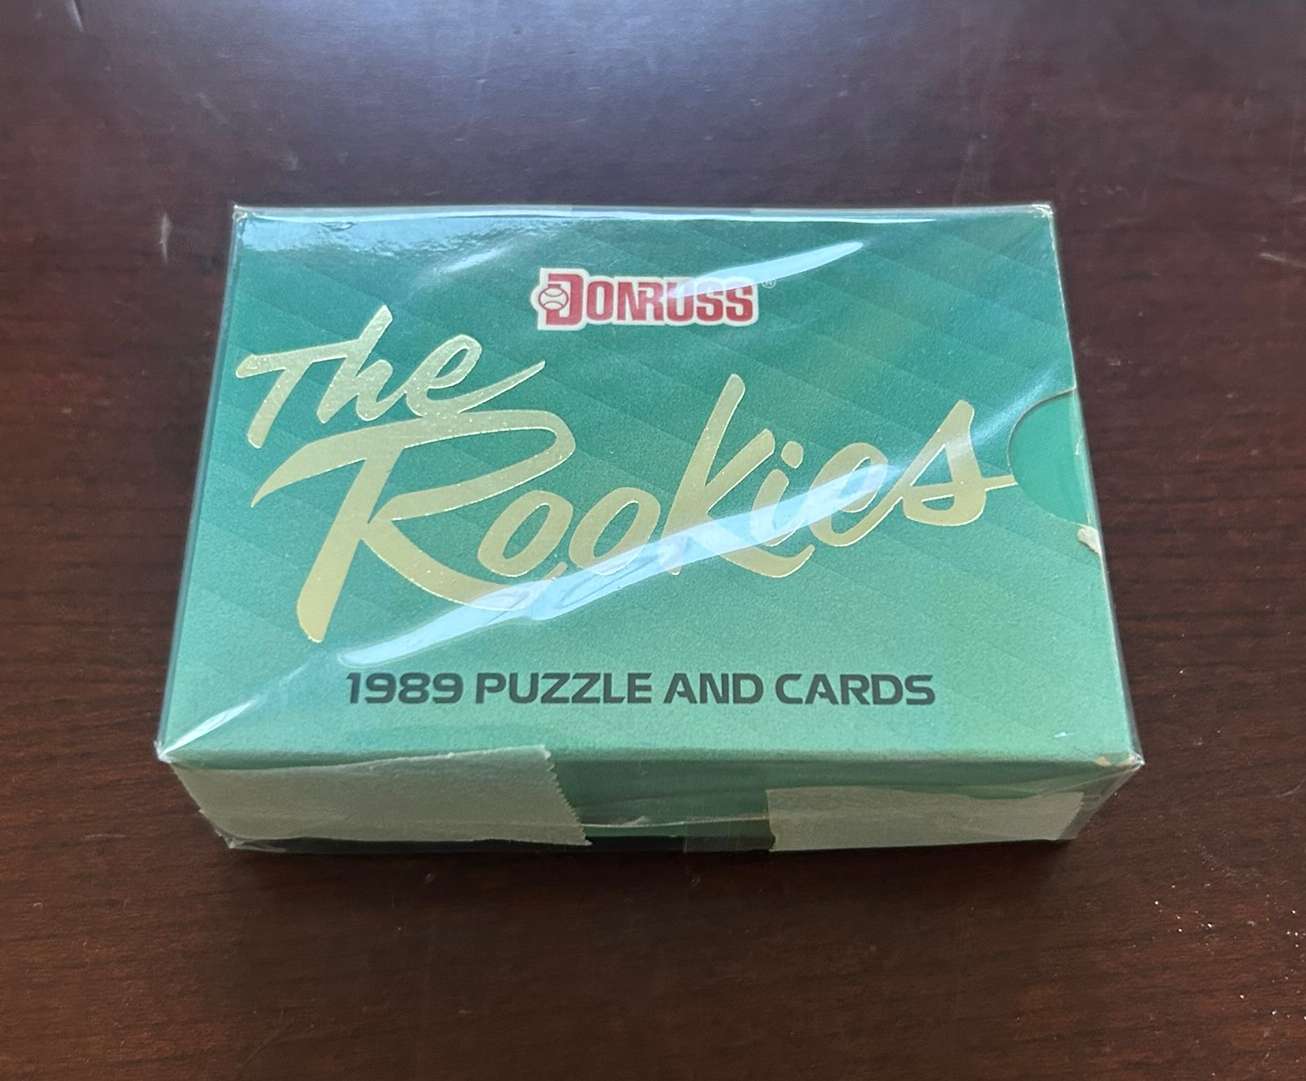 DONRUSS®
The
Rookies
1989 PUZZLE AND CARDS